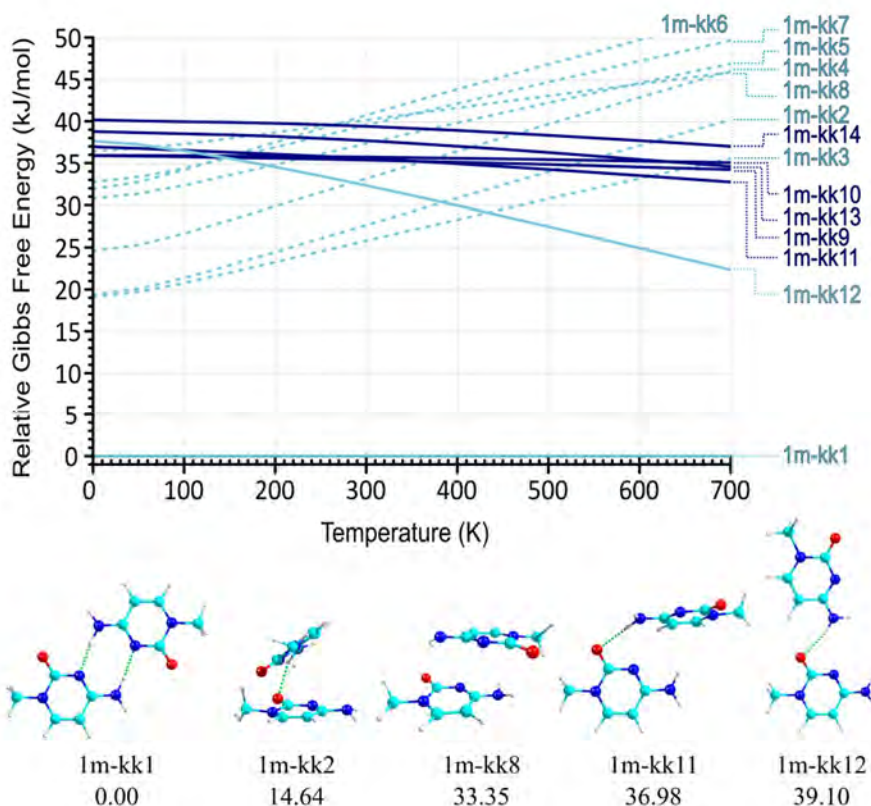 Relative Gibbs Free Energy (kJ/mol)
50
45
40
35
30
25
20
15
10
5
0
0 100 200 300 400 500 600 700
Temperature (K)
1m-kk6
1m-kk7
1m-kk5
1m-kk4
1m-kk8
1m-kk2
1m-kk14
1m-kk3
1m-kk10
1m-kk13
1m-kk9
1m-kk11
1m-kk12
1m-kk1
1m-kk1 1m-kk2 1m-kk8 1m-kk11 1m-kk12
0.00 14.64 33.35 36.98 39.10